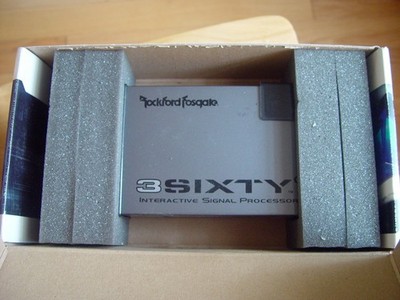 Rockford Fosgate
3SIXTY.
INTERACTIVE SIGNAL PROCESSOR